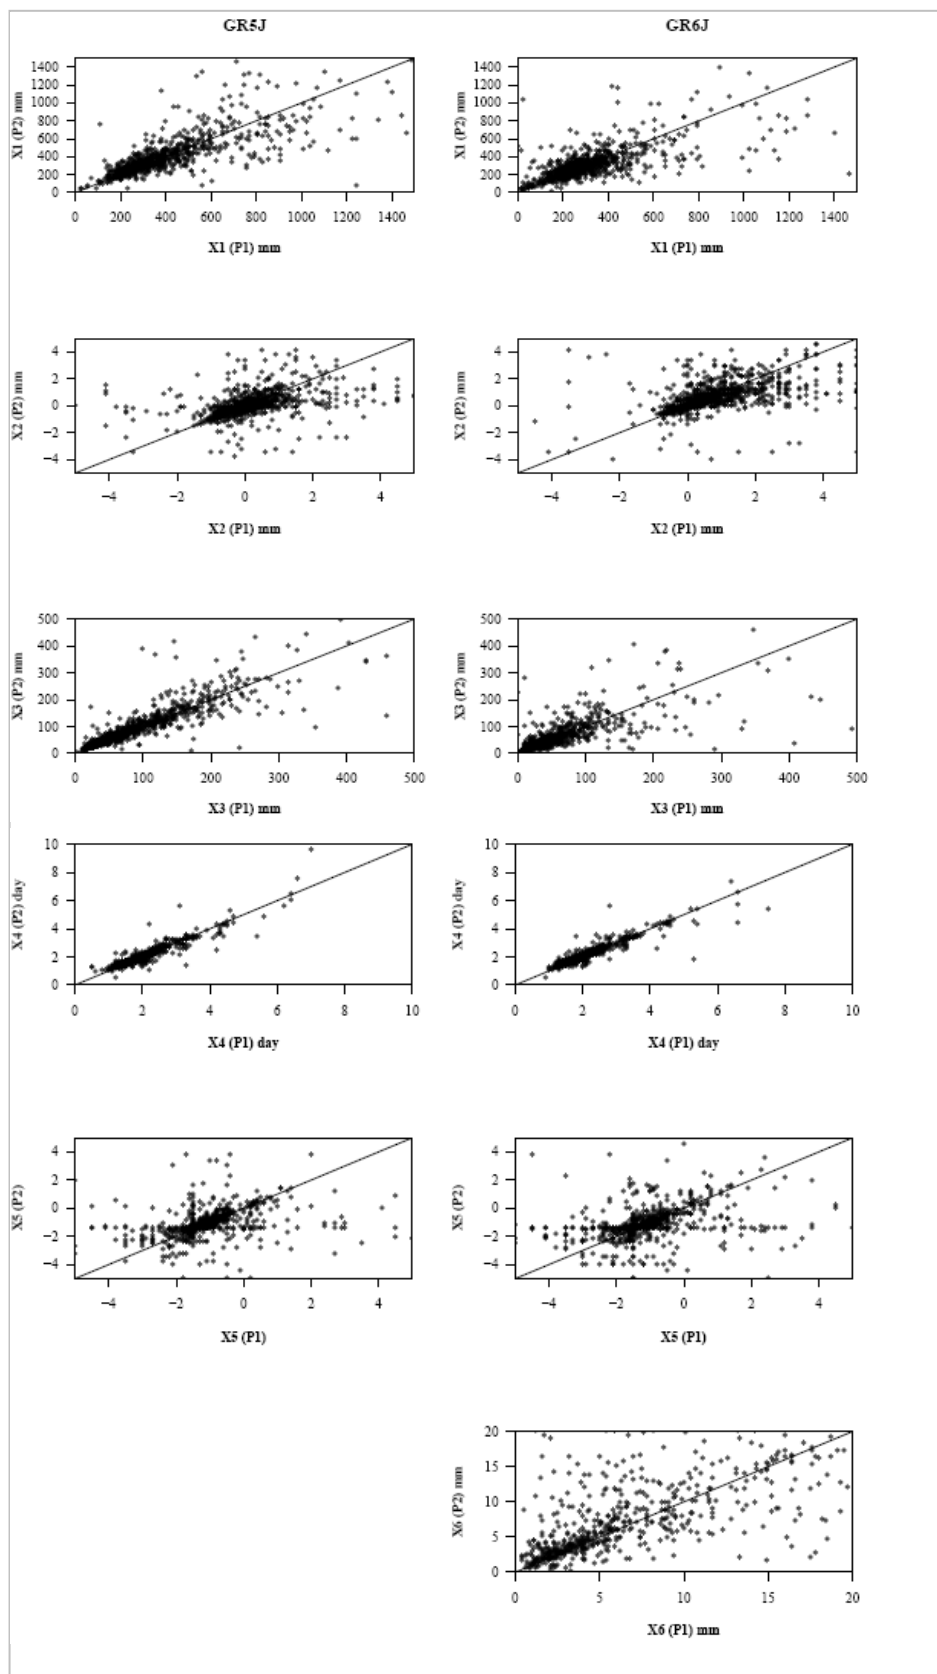 GR5J GR6J
1400
1200
1000
800
600
400
200
0
X1 (P2) mm
200 400 600 800 1000 1200 1400
X1 (P1) mm
1400
1200
1000
800
600
400
200
0
X1 (P2) mm
0 200 400 600 800 1000 1200 1400
X1 (P1) mm
4
2
0
−2
−4
X2 (P2) mm
−4 −2 0 2 4
X2 (P1) mm
4
2
0
−2
−4
X2 (P2) mm
−4 −2 0 2 4
X2 (P1) mm
500
400
300
200
100
0
X3 (P2) mm
0 100 200 300 400 500
X3 (P1) mm
500
400
300
200
100
0
X3 (P2) mm
0 100 200 300 400 500
X3 (P1) mm
10
8
6
4
2
0
X4 (P2) day
0 2 4 6 8 10
X4 (P1) day
10
8
6
4
2
0
X4 (P2) day
0 2 4 6 8 10
X4 (P1) day
4
2
0
−2
−4
X5 (P2)
−4 −2 0 2 4
X5 (P1)
4
2
0
−2
−4
X5 (P2)
−4 −2 0 2 4
X5 (P1)
20
15
10
5
0
X6 (P2) mm
0 5 10 15 20
X6 (P1) mm